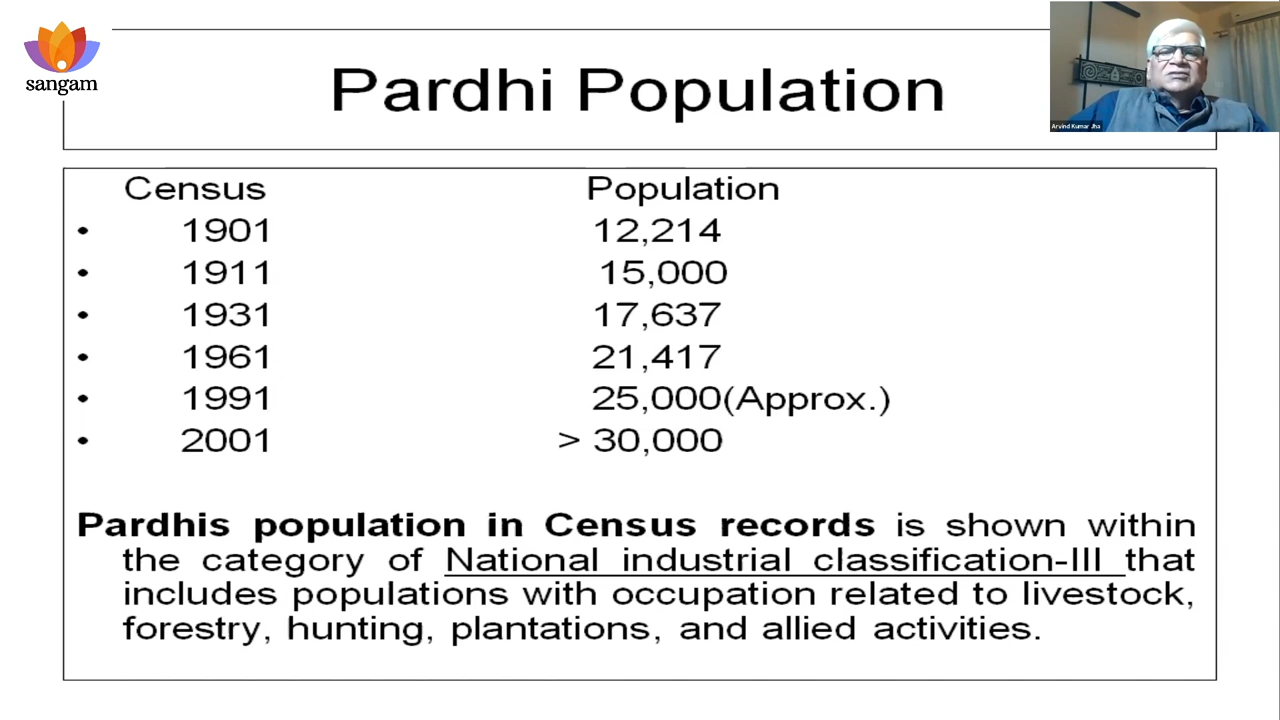 sangam
Pardhi Population
Arvind Kumar Jha
Census Population
• 1901 12,214
• 1911 15,000
• 1931 17,637
• 1961 21,417
• 1991 25,000(Approx.)
• 2001 > 30,000
Pardhis population in Census records is shown within
the category of National industrial classification-III that
includes populations with occupation related to livestock,
forestry, hunting, plantations, and allied activities.